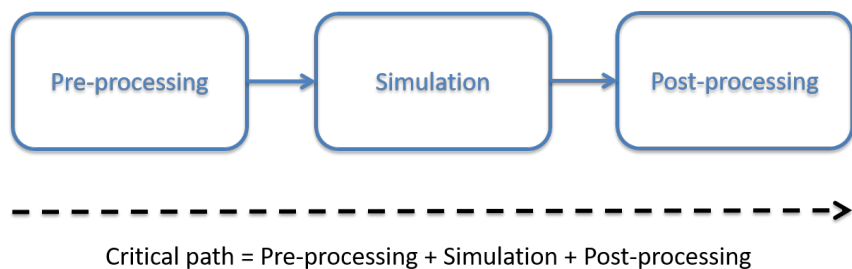 Pre-processing
Simulation
Post-processing
Critical path = Pre-processing + Simulation + Post-processing